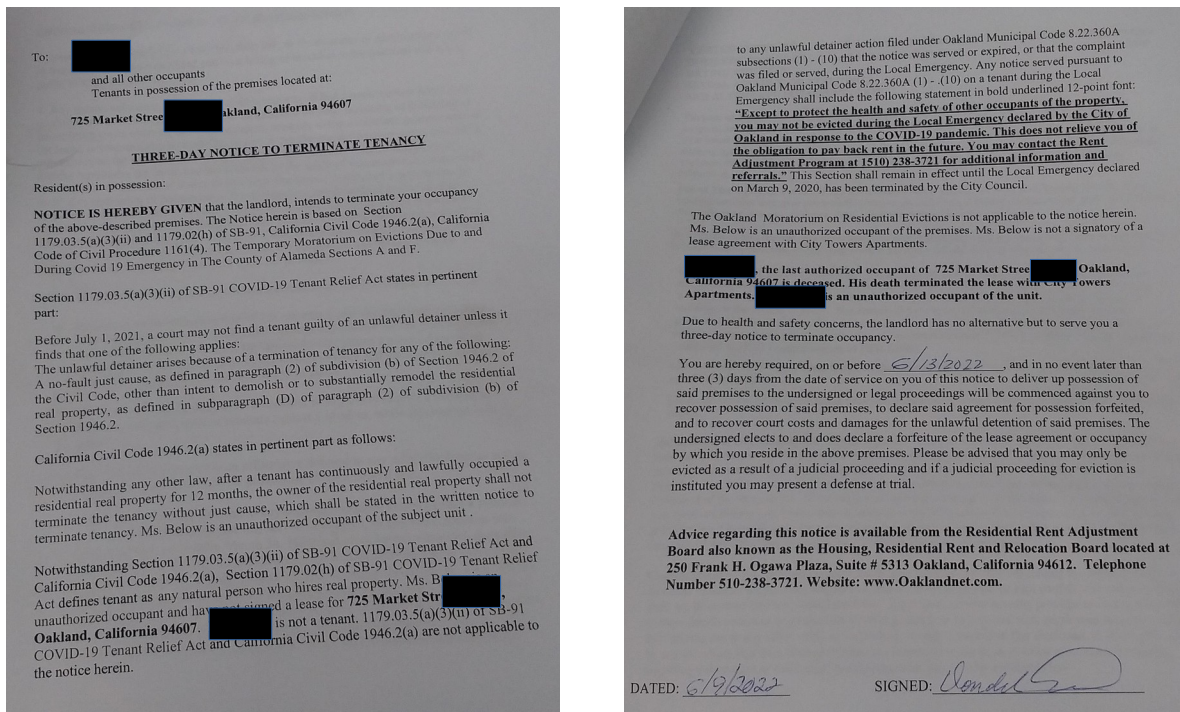 To:
and all other occupants
Tenants in possession of the premises located at:
725 Market Stree akland, California 94607
THREE-DAY NOTICE TO TERMINATE TENANCY
Resident(s) in possession:
NOTICE IS HEREBY GIVEN that the landlord, intends to terminate your occupancy
of the above-described premises. The Notice herein is based on Section
1179.03.5(a)(3)(ii) and 1179.02(h) of SB-91, California Civil Code 1946.2(a), California
Code of Civil Procedure 1161(4). The Temporary Moratorium on Evictions Due to and
During Covid 19 Emergency in The County of Alameda Sections A and F.
Section 1179.03.5(a)(3)(ii) of SB-91 COVID-19 Tenant Relief Act states in pertinent
part:
Before July 1, 2021, a court may not find a tenant guilty of an unlawful detainer unless it
finds that one of the following applies:
The unlawful detainer arises because of a termination of tenancy for any of the following:
A no-fault just cause, as defined in paragraph (2) of subdivision (b) of Section 1946.2 of
the Civil Code, other than intent to demolish or to substantially remodel the residential
real property, as defined in subparagraph (D) of paragraph (2) of subdivision (b) of
Section 1946.2.
California Civil Code 1946.2(a) states in pertinent part as follows:
Notwithstanding any other law, after a tenant has continuously and lawfully occupied a
residential real property for 12 months, the owner of the residential real property shall not
terminate the tenancy without just cause, which shall be stated in the written notice to
terminate tenancy. Ms. Below is an unauthorized occupant of the subject unit .
Notwithstanding Section 1179.03.5(a)(3)(ii) of SB-91 COVID-19 Tenant Relief Act and
California Civil Code 1946.2(a), Section 1179.02(h) of SB-91 COVID-19 Tenant Relief
Act defines tenant as any natural person who hires real property. Ms. B
unauthorized occupant and have not signed a lease for 725 Market Str ,
Oakland, California 94607. is not a tenant. 1179.03.5(a)(3)(ii) of SB-91
COVID-19 Tenant Relief Act and California Civil Code 1946.2(a) are not applicable to
the notice herein.
to any unlawful detainer action filed under Oakland Municipal Code 8.22.360A
subsections (1) - (10) that the notice was served or expired, or that the complaint
was filed or served, during the Local Emergency. Any notice served pursuant to
Oakland Municipal Code 8.22.360A (1) - .(10) on a tenant during the Local
Emergency shall include the following statement in bold underlined 12-point font:
“Except to protect the health and safety of other occupants of the property,
you may not be evicted during the Local Emergency declared by the City of
Oakland in response to the COVID-19 pandemic. This does not relieve you of
the obligation to pay back rent in the future. You may contact the Rent
Adjustment Program at 1510) 238-3721 for additional information and
referrals.” This Section shall remain in effect until the Local Emergency declared
on March 9, 2020, has been terminated by the City Council.
The Oakland Moratorium on Residential Evictions is not applicable to the notice herein.
Ms. Below is an unauthorized occupant of the premises. Ms. Below is not a signatory of a
lease agreement with City Towers Apartments.
, the last authorized occupant of 725 Market Stree Oakland,
California 94607 is deceased. His death terminated the lease with City Towers
Apartments. is an unauthorized occupant of the unit.
Due to health and safety concerns, the landlord has no alternative but to serve you a
three-day notice to terminate occupancy.
You are hereby required, on or before 6/13/2022 , and in no event later than
three (3) days from the date of service on you of this notice to deliver up possession of
said premises to the undersigned or legal proceedings will be commenced against you to
recover possession of said premises, to declare said agreement for possession forfeited,
and to recover court costs and damages for the unlawful detention of said premises. The
undersigned elects to and does declare a forfeiture of the lease agreement or occupancy
by which you reside in the above premises. Please be advised that you may only be
evicted as a result of a judicial proceeding and if a judicial proceeding for eviction is
instituted you may present a defense at trial.
Advice regarding this notice is available from the Residential Rent Adjustment
Board also known as the Housing, Residential Rent and Relocation Board located at
250 Frank H. Ogawa Plaza, Suite # 5313 Oakland, California 94612. Telephone
Number 510-238-3721. Website: www.Oaklandnet.com.
DATED: 6/9/2022 SIGNED: